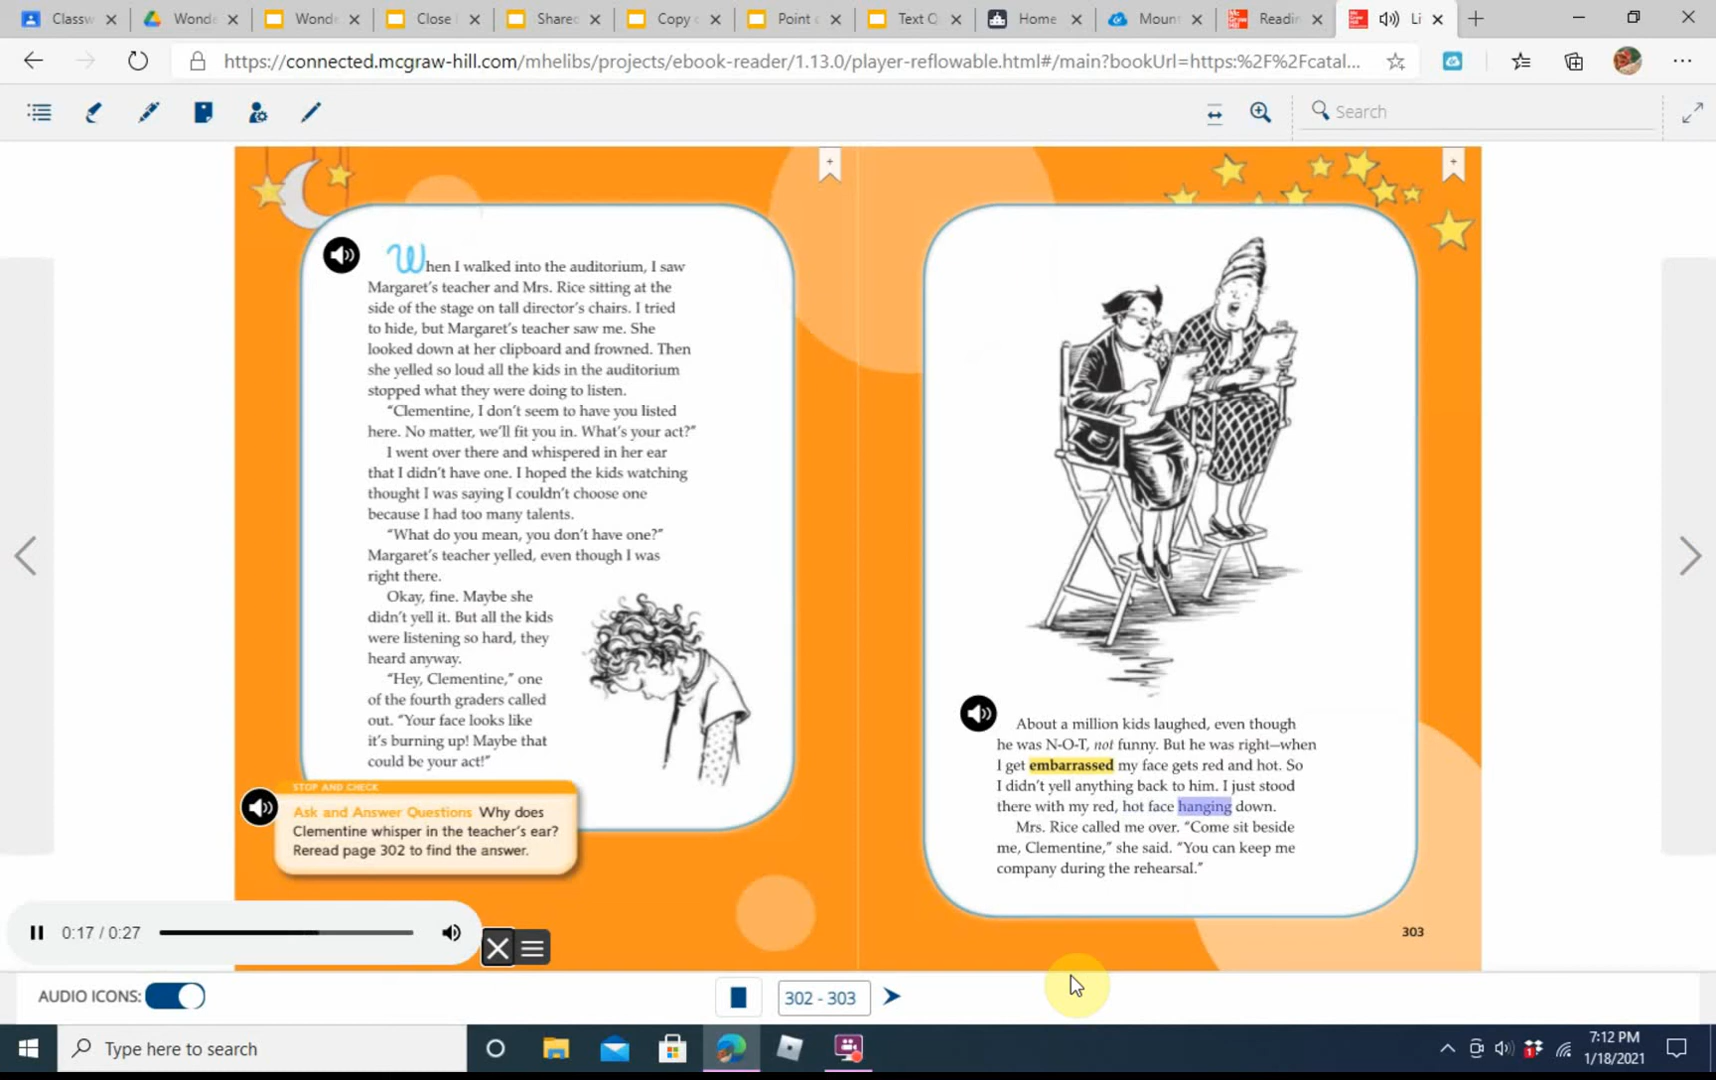 Classw
Wonde
Wond
Close
Shared
Copy
Point
Text Q
Home
Moun
Readin
Li
https://connected.mcgraw-hill.com/mhelibs/projects/ebook-reader/1.13.0/player-reflowable.html#/main?bookUrl=https:%2F%2Fcatal...
Search
When I walked into the auditorium, I saw
Margaret's teacher and Mrs. Rice sitting at the
side of the stage on tall director's chairs. I tried
to hide, but Margaret's teacher saw me. She
looked down at her clipboard and frowned. Then
she yelled so loud all the kids in the auditorium
stopped what they were doing to listen.
"Clementine, I don't seem to have you listed
here. No matter, we'll fit you in. What's your act?"
I went over there and whispered in her ear
that I didn't have one. I hoped the kids watching
thought I was saying I couldn't choose one
because I had too many talents.
"What do you mean, you don't have one?"
Margaret's teacher yelled, even though I was
right there.
Okay, fine. Maybe she
didn't yell it. But all the kids
were listening so hard, they
heard anyway.
"Hey, Clementine," one
of the fourth graders called
out. "Your face looks like
it's burning up! Maybe that
could be your act!"
STOP AND CHECK
Ask and Answer Questions Why does
Clementine whisper in the teacher's ear?
Reread page 302 to find the answer.
About a million kids laughed, even though
he was N-O-T, not funny. But he was right—when
I get embarrassed my face gets red and hot. So
I didn't yell anything back to him. I just stood
there with my red, hot face hanging down.
Mrs. Rice called me over. "Come sit beside
me, Clementine," she said. "You can keep me
company during the rehearsal."
303
0:17 / 0:27
AUDIO ICONS:
302 - 303
Type here to search
7:12 PM
1/18/2021